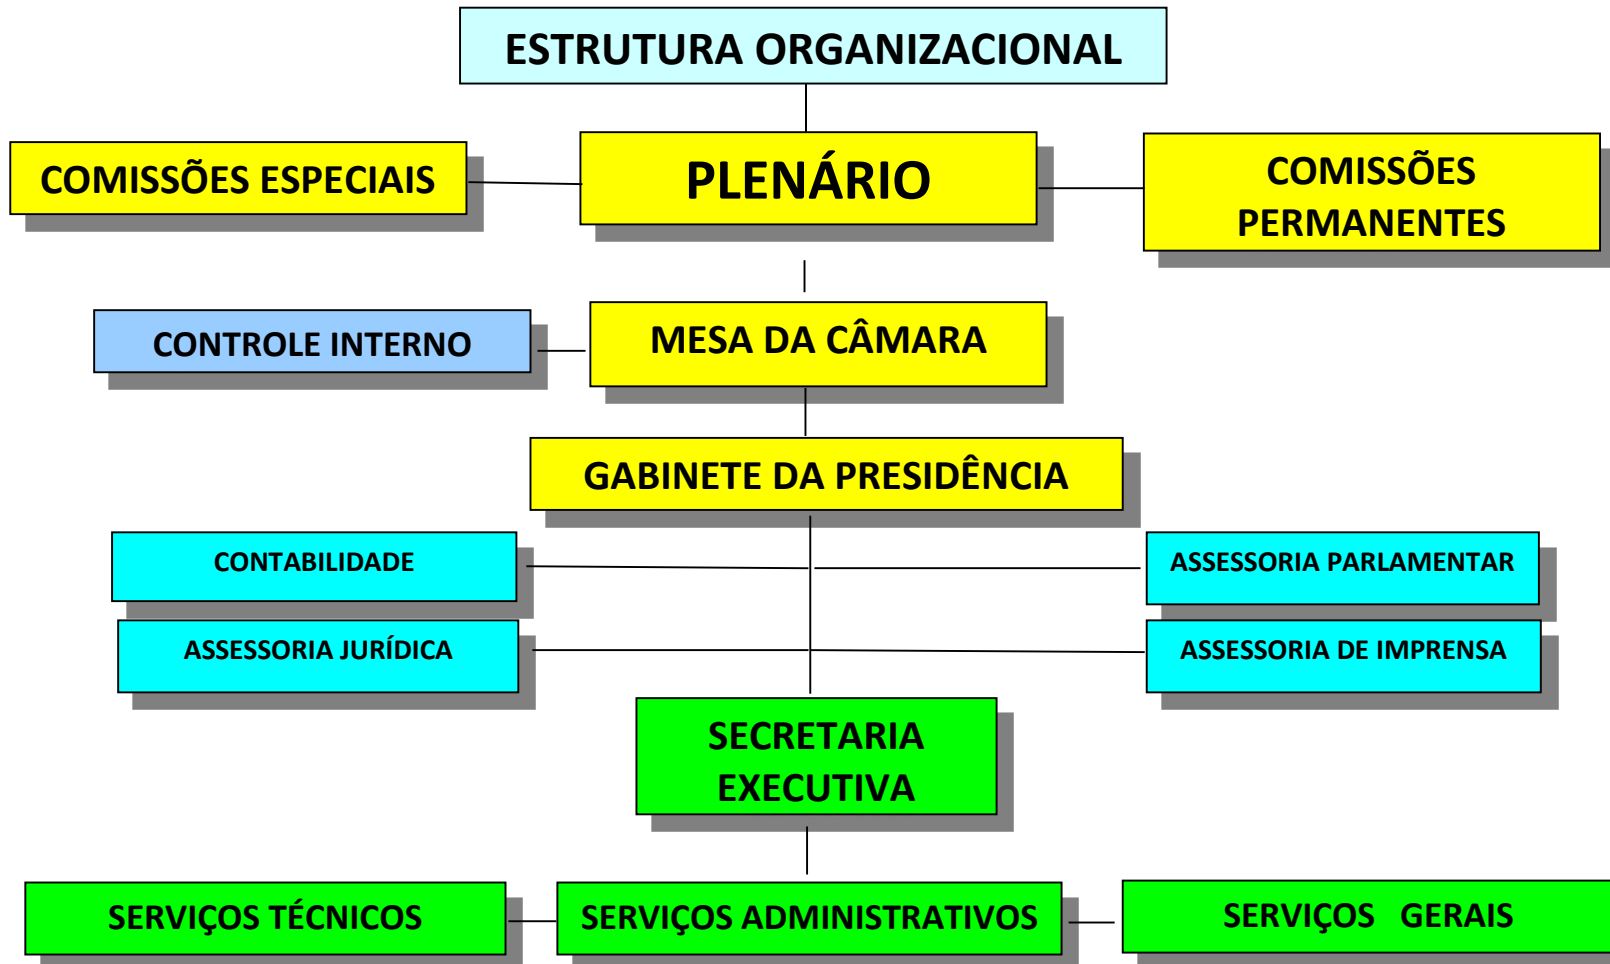 ESTRUTURA ORGANIZACIONAL
COMISSÕES ESPECIAIS
PLENÁRIO
COMISSÕES
PERMANENTES
CONTROLE INTERNO
MESA DA CÂMARA
GABINETE DA PRESIDÊNCIA
CONTABILIDADE
ASSESSORIA PARLAMENTAR
ASSESSORIA JURÍDICA
ASSESSORIA DE IMPRENSA
SECRETARIA
EXECUTIVA
SERVIÇOS TÉCNICOS
SERVIÇOS ADMINISTRATIVOS
SERVIÇOS GERAIS